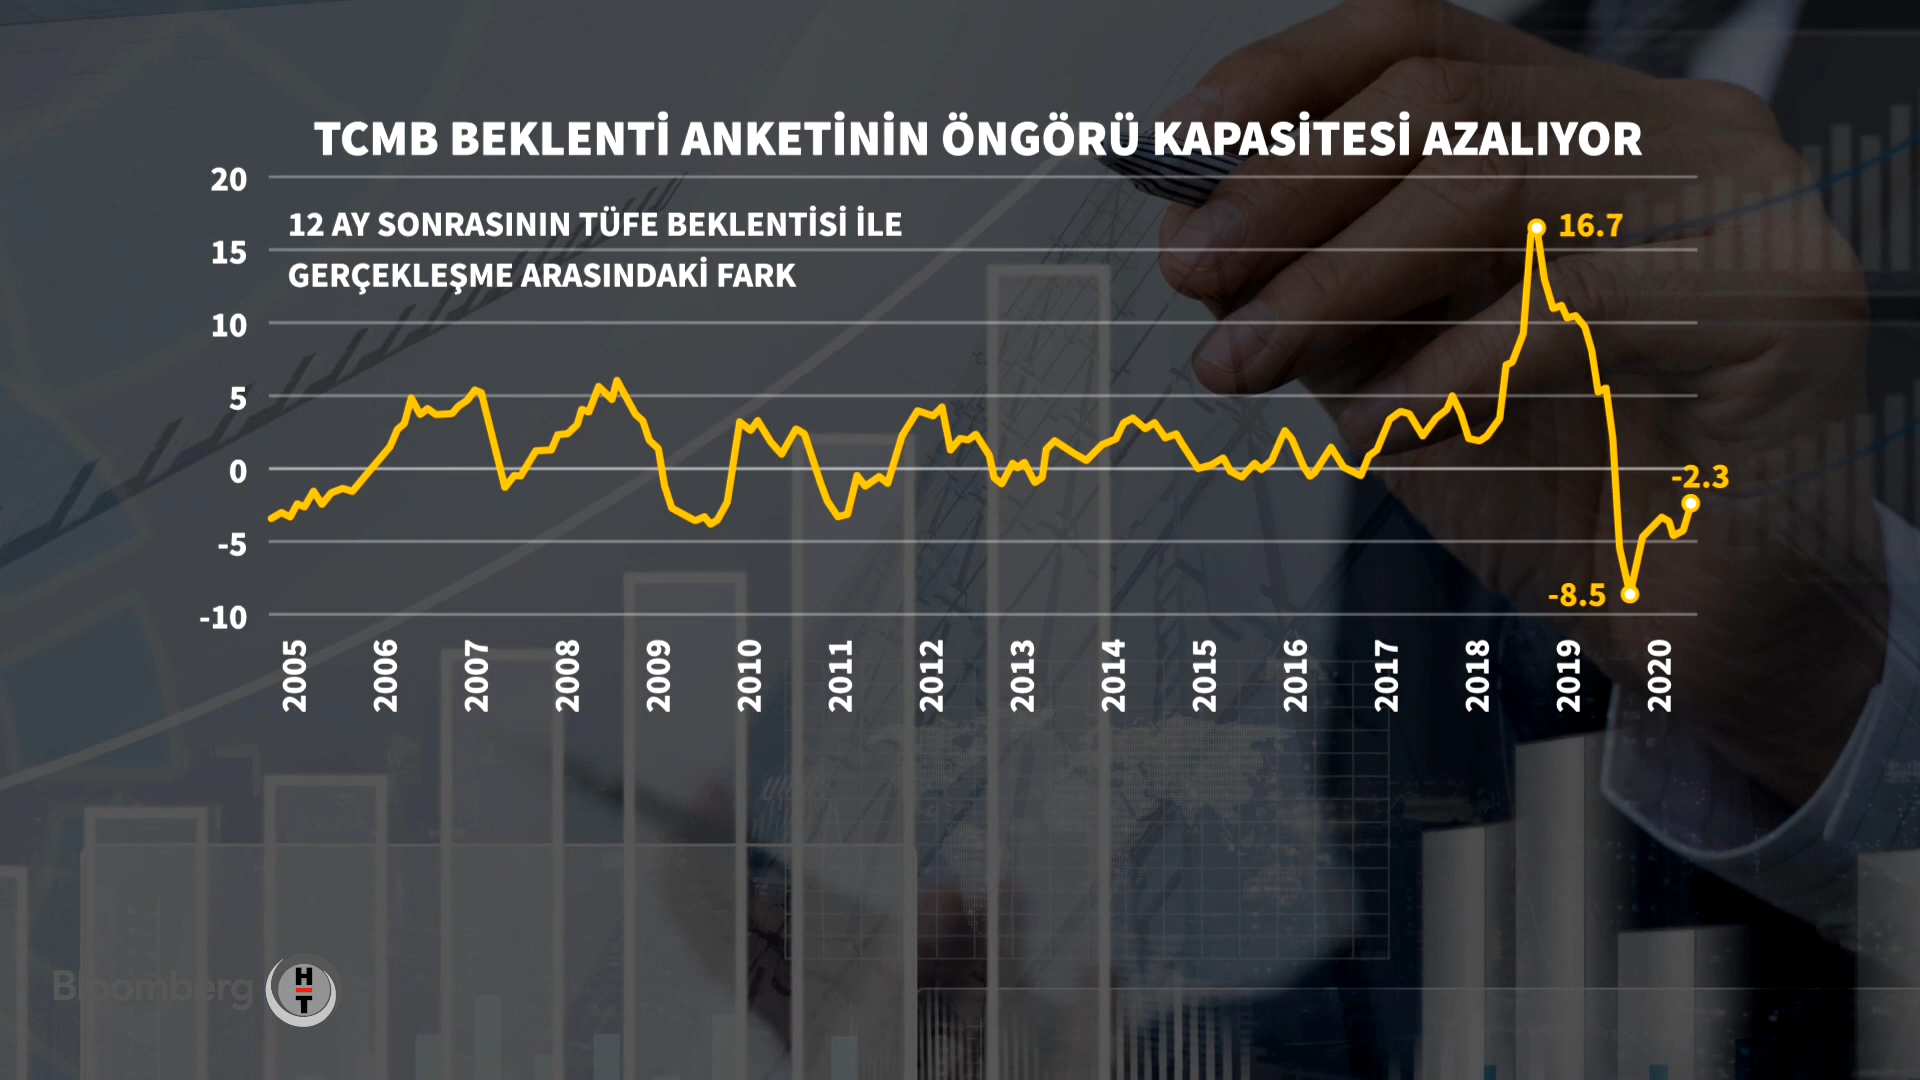 TCMB BEKLENTİ ANKETİNİN ÖNGÖRÜ KAPASİTESİ AZALIYOR
20
12 AY SONRASININ TÜFE BEKLENTİSİ İLE
GERÇEKLEŞME ARASINDAKİ FARK
16.7
15
10
5
0
-2.3
-5
-8.5
-10
2005 2006 2007 2008 2009 2010 2011 2012 2013 2014 2015 2016 2017 2018 2019 2020
Bloomberg HT